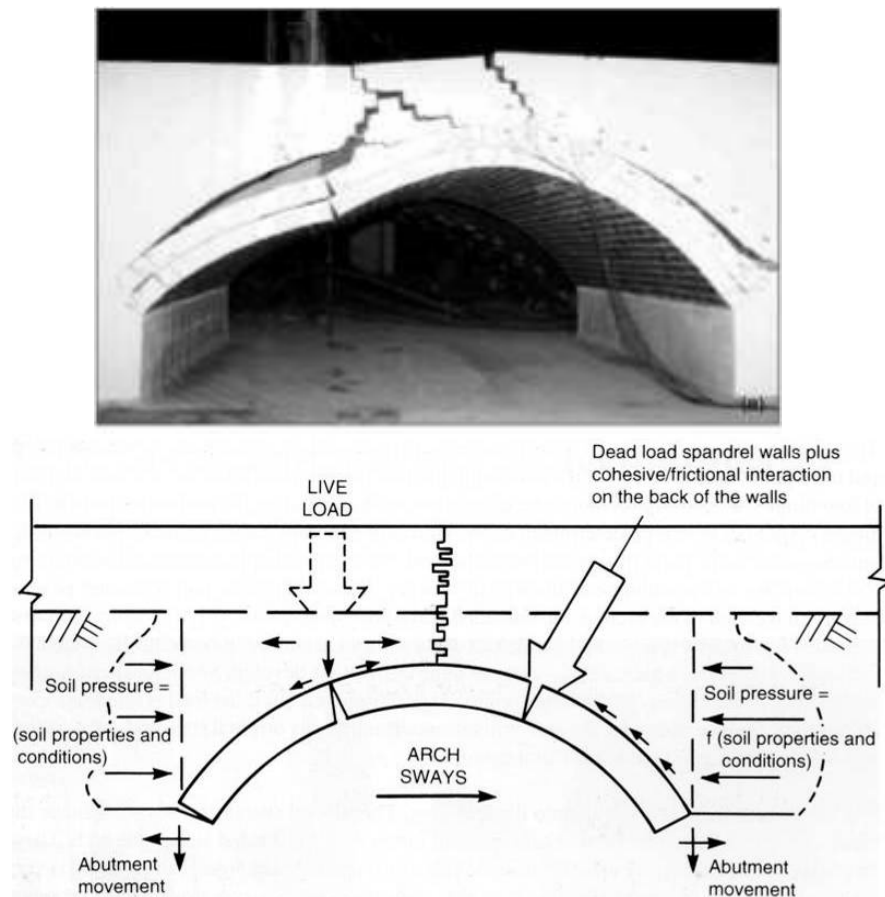 (a)
Dead load spandrel walls plus
cohesive/frictional interaction
on the back of the walls
LIVE
LOAD
Soil pressure =
(soil properties and
conditions)
Soil pressure =
f (soil properties and
conditions)
ARCH
SWAYS
Abutment
movement
Abutment
movement